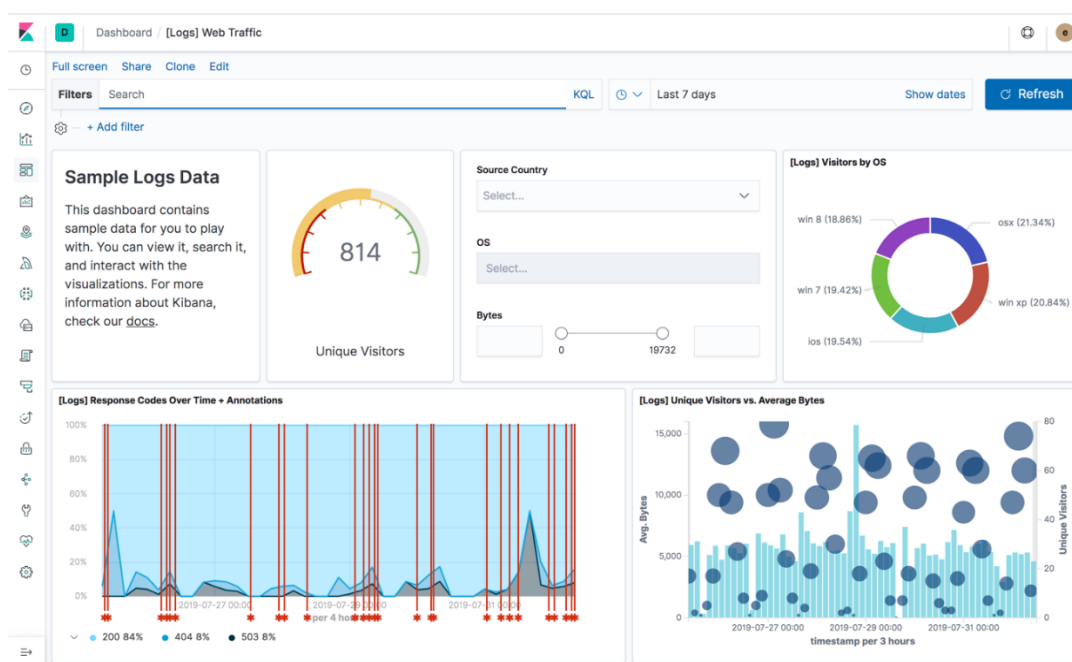 D
Dashboard / [Logs] Web Traffic
e
Full screen Share Clone Edit
Filters Search KQL Last 7 days Show dates Refresh
+ Add filter
Sample Logs Data
This dashboard contains
sample data for you to play
with. You can view it, search it,
and interact with the
visualizations. For more
information about Kibana,
check our docs.
814
Unique Visitors
Source Country
Select...
OS
Select...
Bytes
0 19732
[Logs] Visitors by OS
win 8 (18.86%)
osx (21.34%)
win 7 (19.42%)
win xp (20.84%)
ios (19.54%)
[Logs] Response Codes Over Time + Annotations
100%
80%
60%
40%
20%
0%
2019-07-27 00:00 2019-07-29 00:00 2019-07-31 00:00
per 4 hours
200 84% 404 8% 503 8%
[Logs] Unique Visitors vs. Average Bytes
15,000
10,000
5,000
0
Avg. Bytes
80
60
40
20
0
Unique Visitors
2019-07-27 00:00 2019-07-29 00:00 2019-07-31 00:00
timestamp per 3 hours